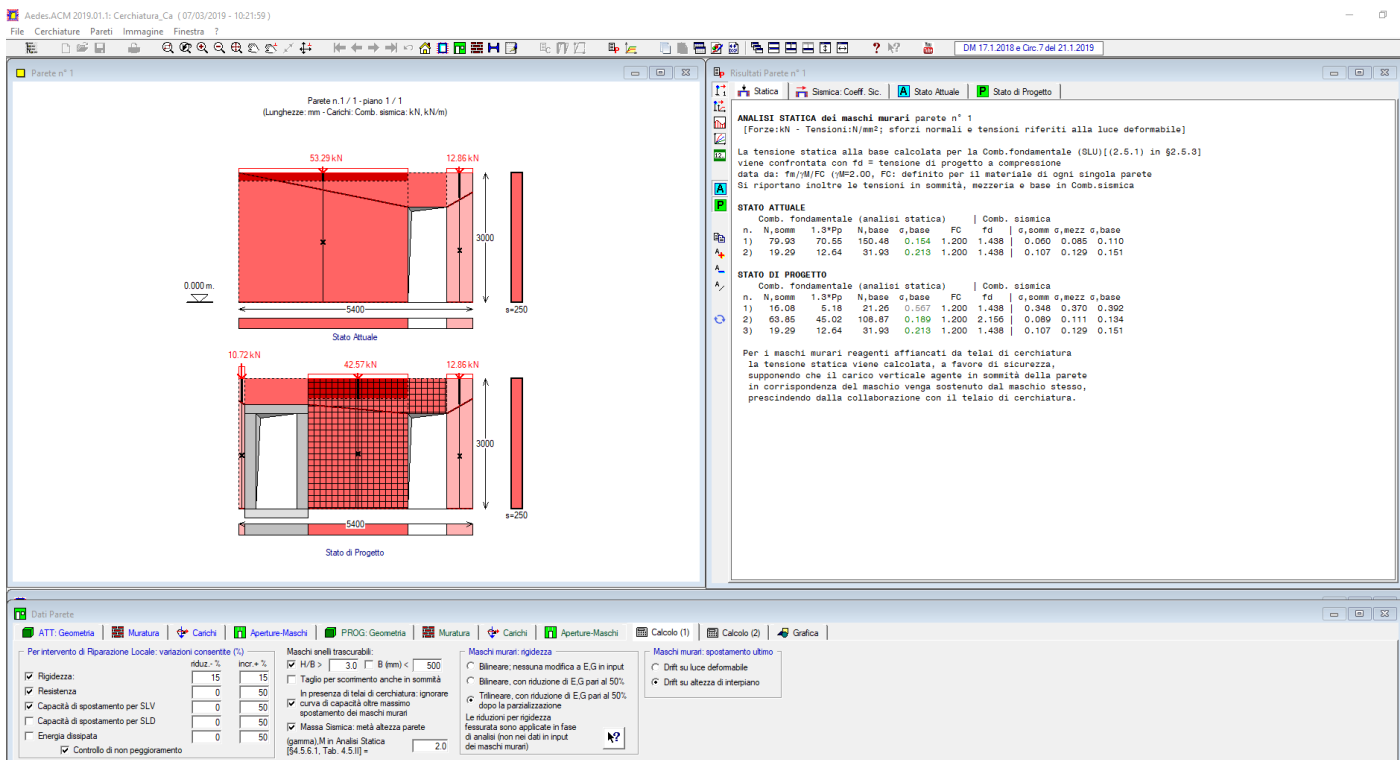 Aedes.ACM 2019.01.1: Cerchiatura_Ca ( 07/03/2019 - 10:21:59 )
File Cerchiature Pareti Immagine Finestra ?
DM 17.1.2018 e Circ.7 del 21.1.2019
Parete n° 1
Parete n.1 / 1 - piano 1 / 1
(Lunghezze: mm - Carichi: Comb. sismica: kN, kN/m)
53.29 kN 12.86 kN
3000
0.000 m.
5400
s=250
Stato Attuale
10.72 kN 42.57 kN 12.86 kN
3000
5400
s=250
Stato di Progetto
Risultati Parete n° 1
Statica Sismica: Coeff. Sic. A Stato Attuale P Stato di Progetto
ANALISI STATICA dei maschi murari parete n° 1
[Forze:kN - Tensioni:N/mm²; sforzi normali e tensioni riferiti alla luce deformabile]
La tensione statica alla base calcolata per la Comb.fondamentale (SLU)[(2.5.1) in §2.5.3]
viene confrontata con fd = tensione di progetto a compressione
data da: fm/γM/FC (γM=2.00, FC: definito per il materiale di ogni singola parete
Si riportano inoltre le tensioni in sommità, mezzeria e base in Comb.sismica
STATO ATTUALE
Comb. fondamentale (analisi statica) | Comb. sismica
n. N,somm 1.3*Pp N,base σ,base FC fd | σ,somm σ,mezz σ,base
1) 79.93 70.55 150.48 0.154 1.200 1.438 | 0.060 0.085 0.110
2) 19.29 12.64 31.93 0.213 1.200 1.438 | 0.107 0.129 0.151
STATO DI PROGETTO
Comb. fondamentale (analisi statica) | Comb. sismica
n. N,somm 1.3*Pp N,base σ,base FC fd | σ,somm σ,mezz σ,base
1) 16.08 5.18 21.26 0.567 1.200 1.438 | 0.348 0.370 0.392
2) 63.85 45.02 108.87 0.189 1.200 2.156 | 0.089 0.111 0.134
3) 19.29 12.64 31.93 0.213 1.200 1.438 | 0.107 0.129 0.151
Per i maschi murari reagenti affiancati da telai di cerchiatura
la tensione statica viene calcolata, a favore di sicurezza,
supponendo che il carico verticale agente in sommità della parete
in corrispondenza del maschio venga sostenuto dal maschio stesso,
prescindendo dalla collaborazione con il telaio di cerchiatura.
Dati Parete
ATT: Geometria Muratura Carichi Aperture-Maschi PROG: Geometria Muratura Carichi Aperture-Maschi Calcolo (1) Calcolo (2) Grafica
Per intervento di Riparazione Locale: variazioni consentite (%)
riduz.- % incr.+ %
Rigidezza: 15 15
Resistenza 0 50
Capacità di spostamento per SLV 0 50
Capacità di spostamento per SLD 0 50
Energia dissipata 0 50
Controllo di non peggioramento
Maschi snelli trascurabili:
H/B > 3.0 B (mm) < 500
Taglio per scorrimento anche in sommità
In presenza di telai di cerchiatura: ignorare
curva di capacità oltre massimo
spostamento dei maschi murari
Massa Sismica: metà altezza parete
(gamma),M in Analisi Statica
[§4.5.6.1, Tab. 4.5.II] = 2.0
Maschi murari: rigidezza
Bilineare; nessuna modifica a E,G in input
Bilineare, con riduzione di E,G pari al 50%
Trilineare, con riduzione di E,G pari al 50%
dopo la parzializzazione
Le riduzioni per rigidezza
fessurata sono applicate in fase
di analisi (non nei dati in input
dei maschi murari)
Maschi murari: spostamento ultimo
Drift su luce deformabile
Drift su altezza di interpiano